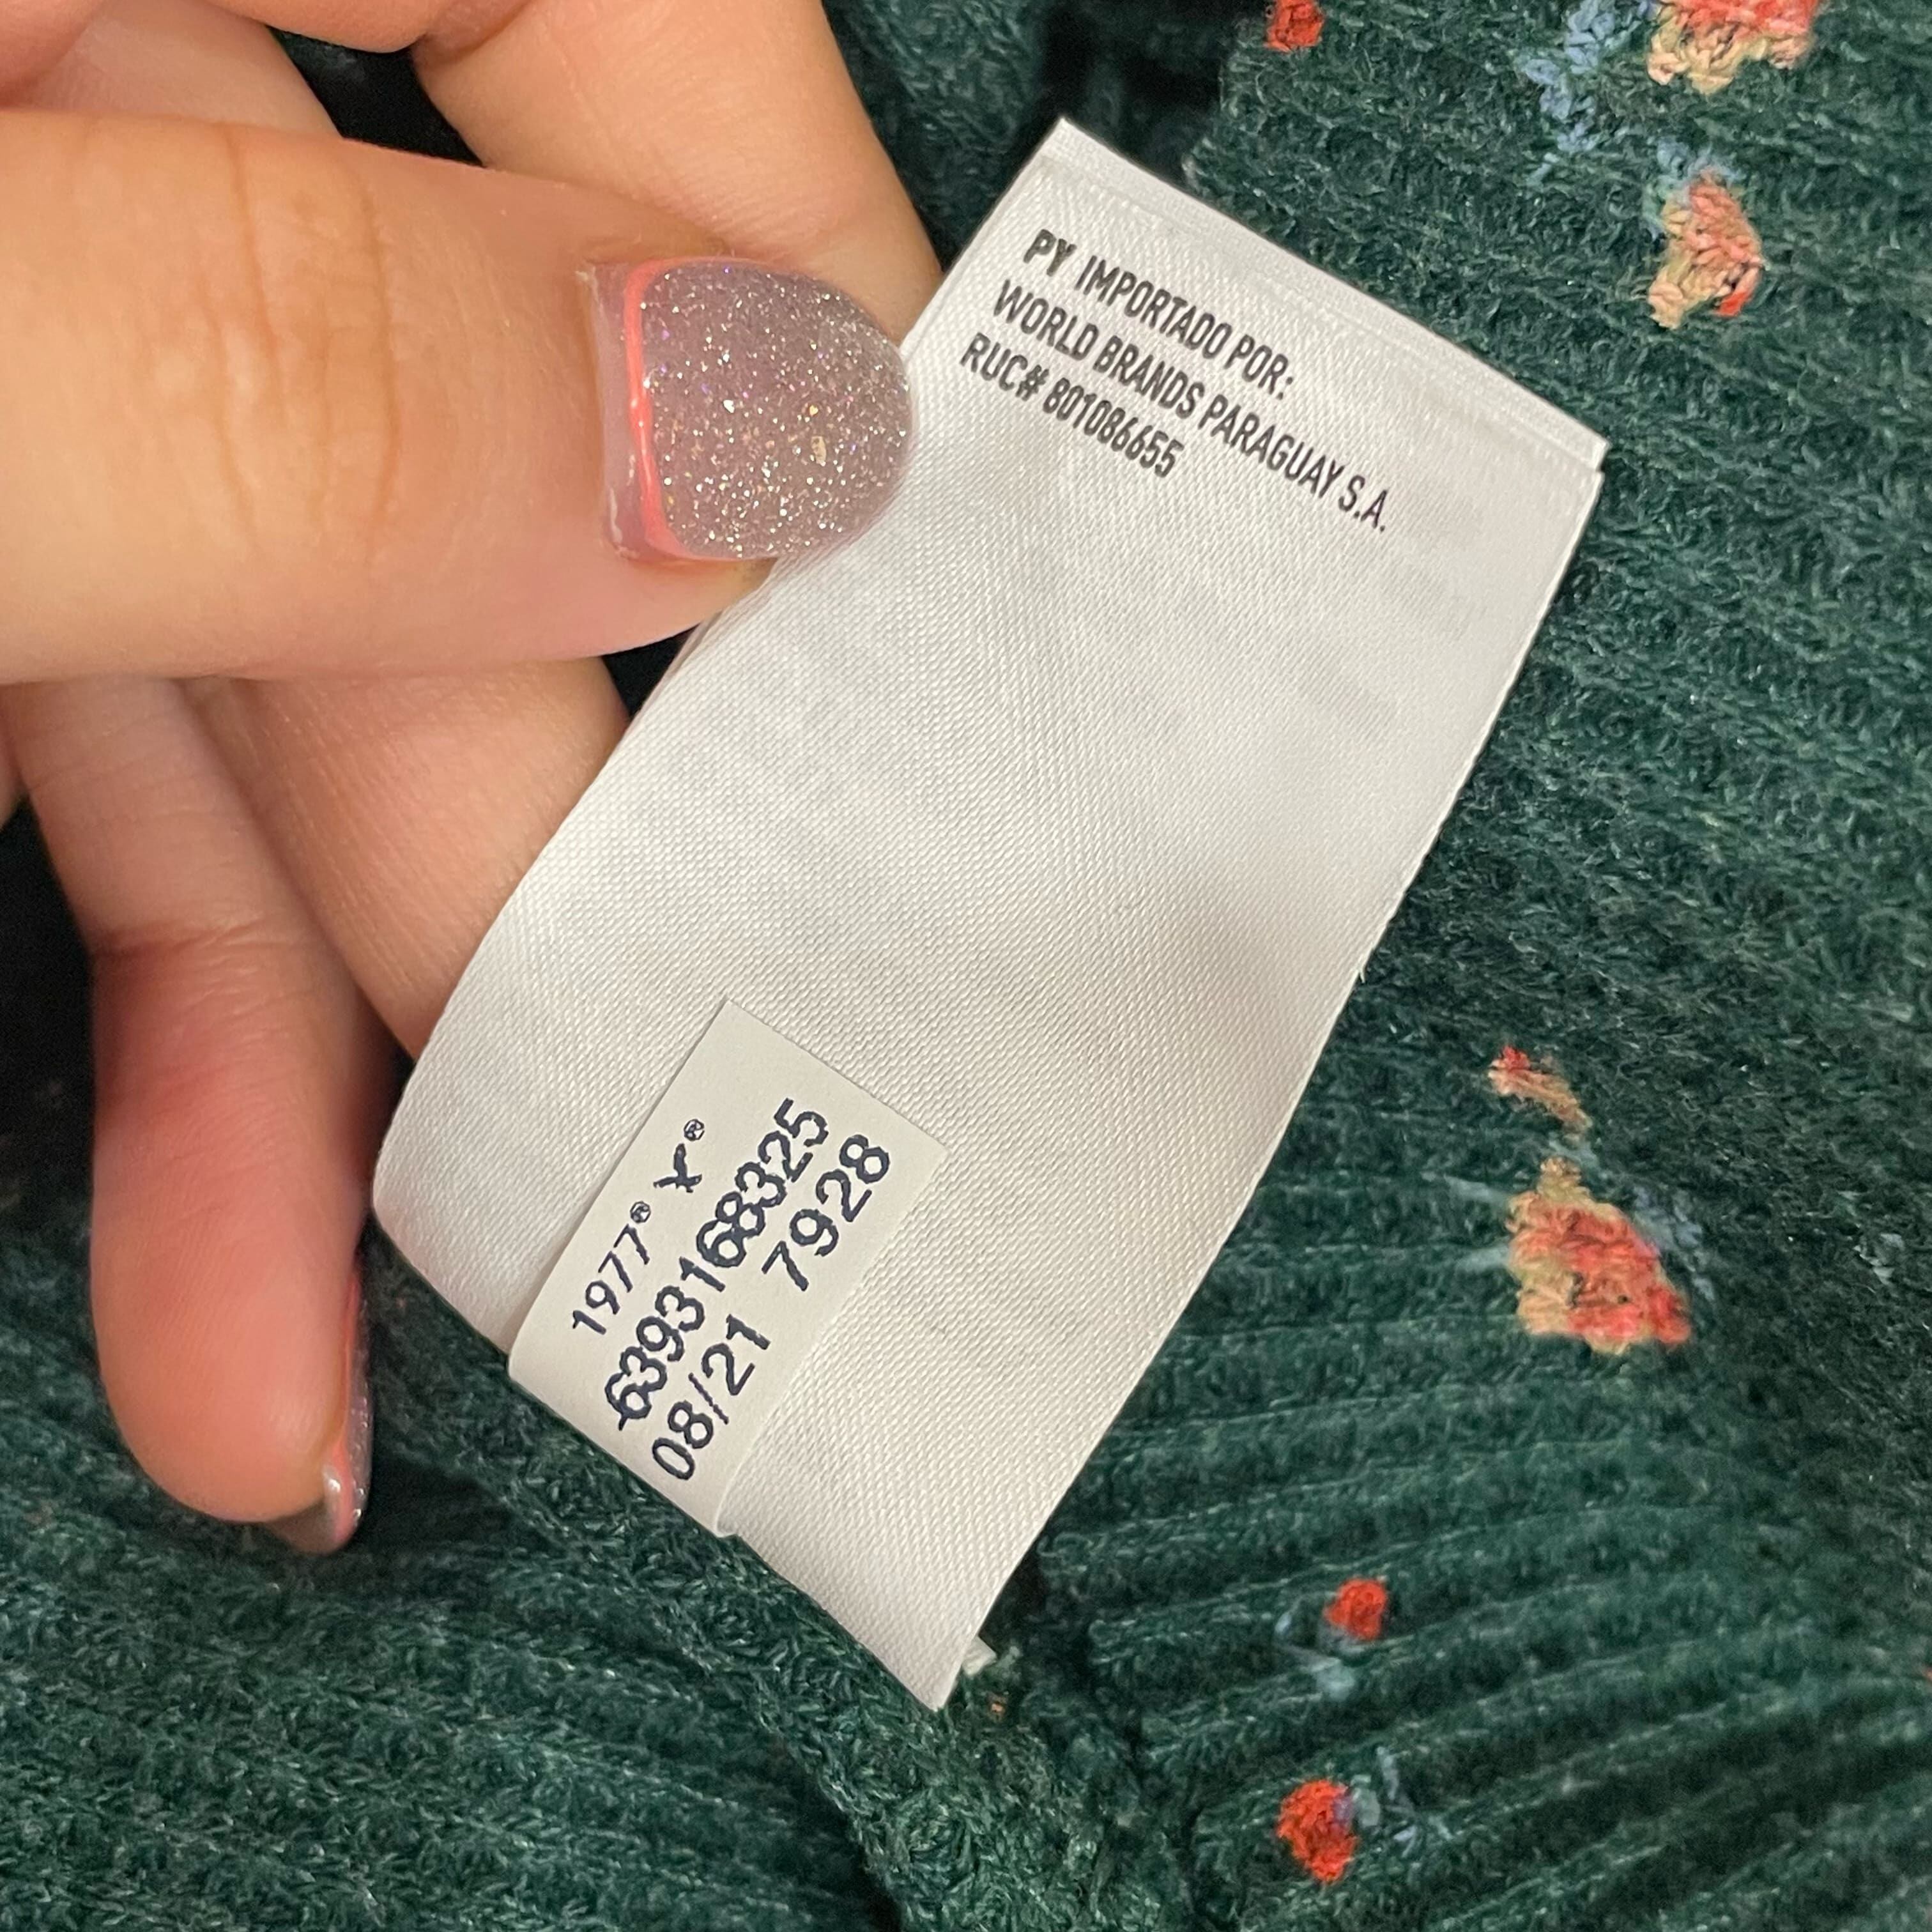 PY IMPORTADO POR:
WORLD BRANDS PARAGUAY S.A.
RUC# 801086655
1977® X®
6393168325
08/21 7928